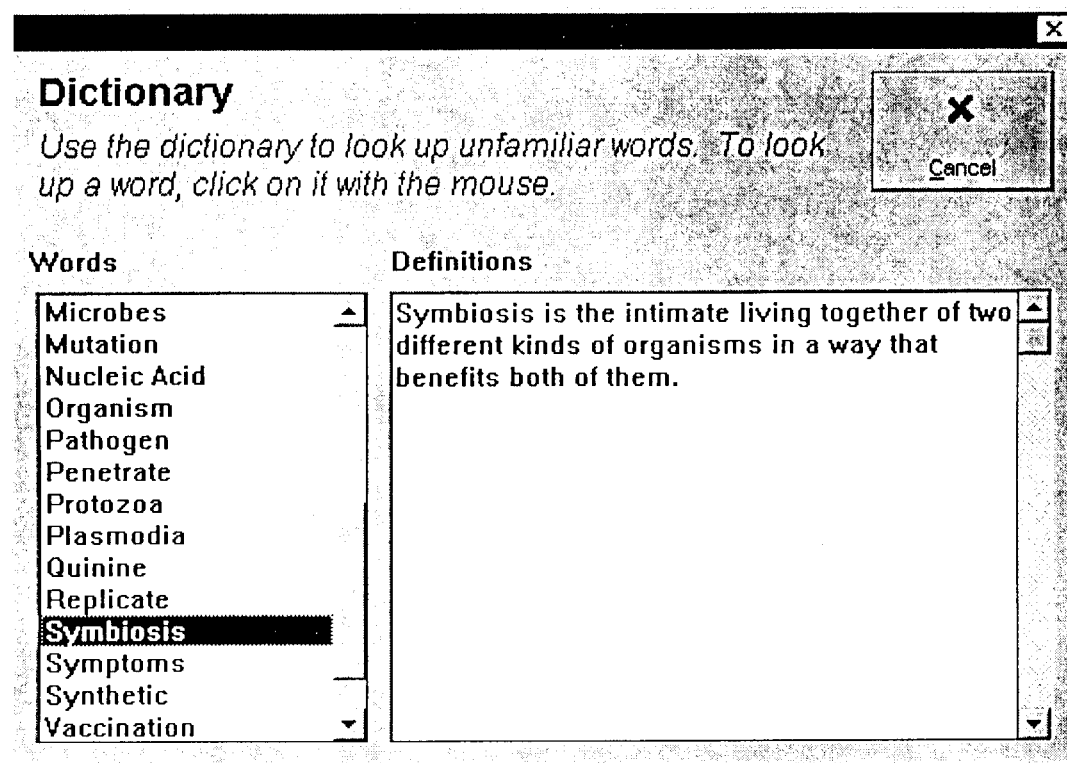 Dictionary
Use the dictionary to look up unfamiliar words. To look
up a word, click on it with the mouse.
Cancel
Words
Microbes
Mutation
Nucleic Acid
Organism
Pathogen
Penetrate
Protozoa
Plasmodia
Quinine
Replicate
Symbiosis
Symptoms
Synthetic
Vaccination
Definitions
Symbiosis is the intimate living together of two
different kinds of organisms in a way that
benefits both of them.